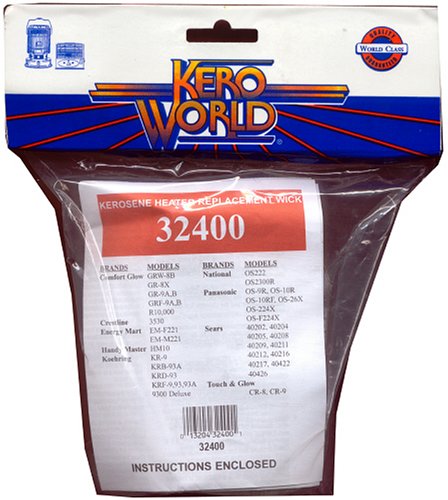 QUALITY
WORLD CLASS
GUARANTEED
KERO
WORLD
®
KEROSENE HEATER REPLACEMENT WICK
32400
BRANDS MODELS BRANDS MODELS
Comfort Glow GRW-8B National OS222
GR-8X OS2300R
GR-9A,B Panasonic OS-9R, OS-10R
GRF-9A,B OS-10RF, OS-26X
R10,000 OS-224X
Crestline 3530 OS-F224X
Energy Mart EM-F221 Sears 40202, 40204
EM-M221 40205, 40208
Handy Master HM10 40209, 40211
Koehring KR-9 40212, 40216
KRB-93A 40217, 40422
KRD-93 40426
KRF-9,93,93A Touch & Glow
9300 Deluxe CR-8, CR-9
0 13204 32400 1
32400
INSTRUCTIONS ENCLOSED